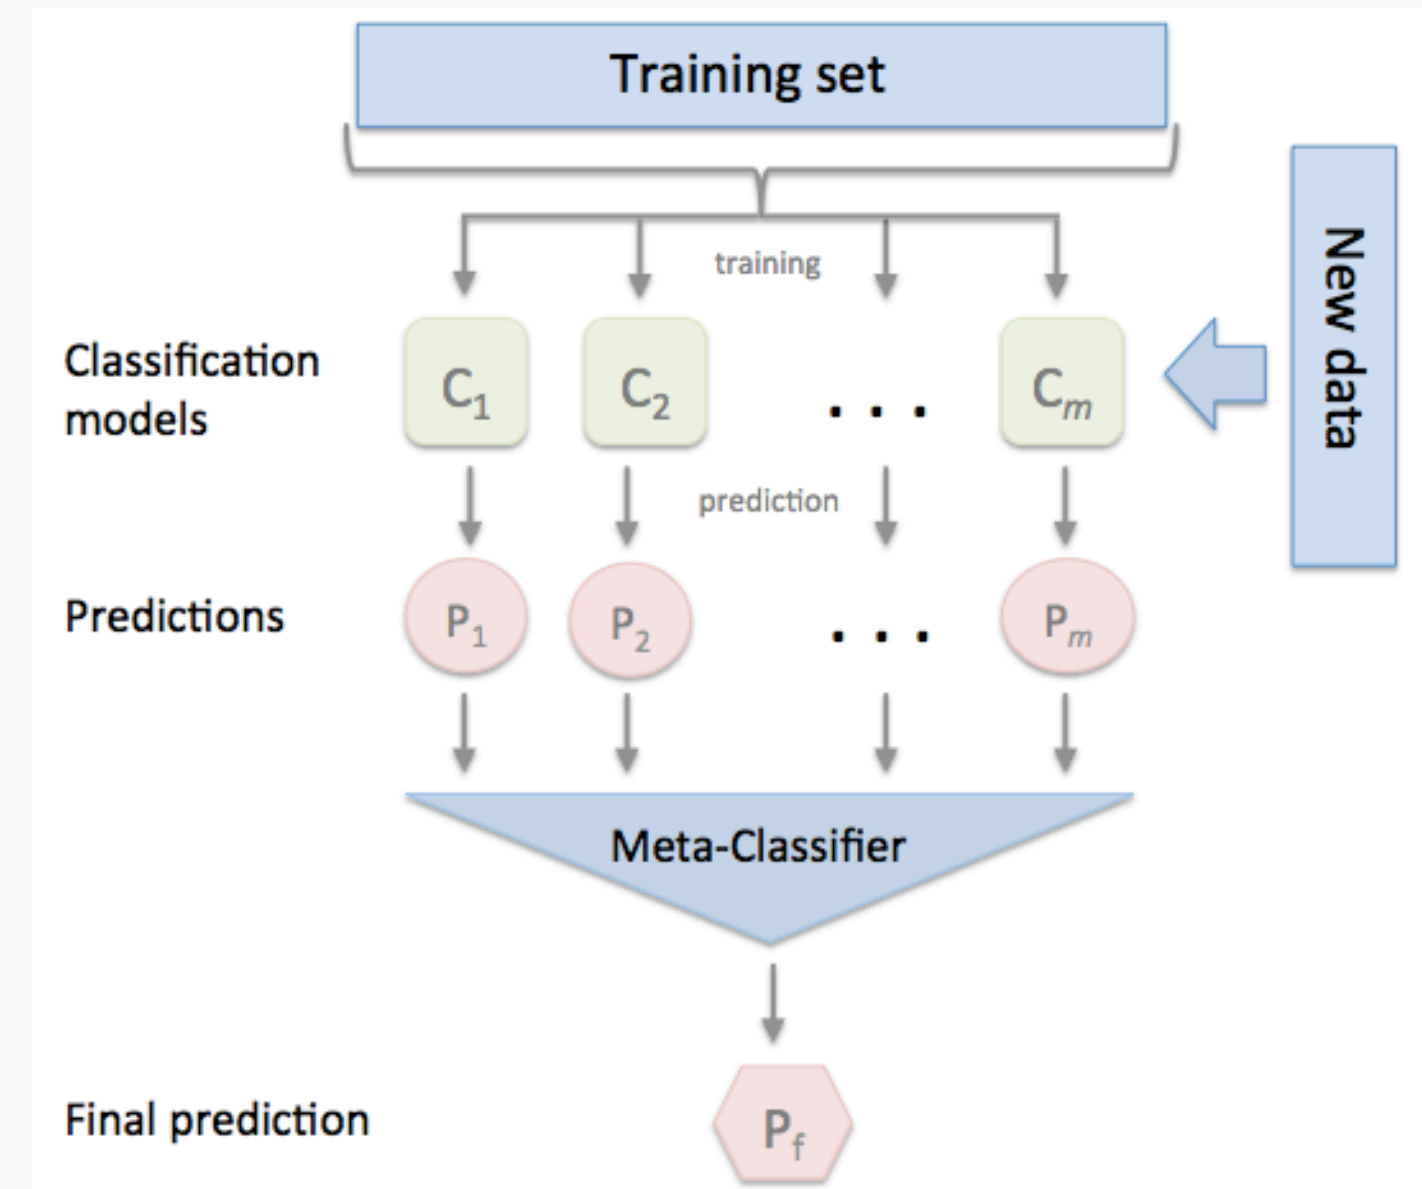 Training set
training
New data
Classification
models
C1
C2
. . .
Cm
prediction
Predictions
P1
P2
. . .
Pm
Meta-Classifier
Final prediction
Pf